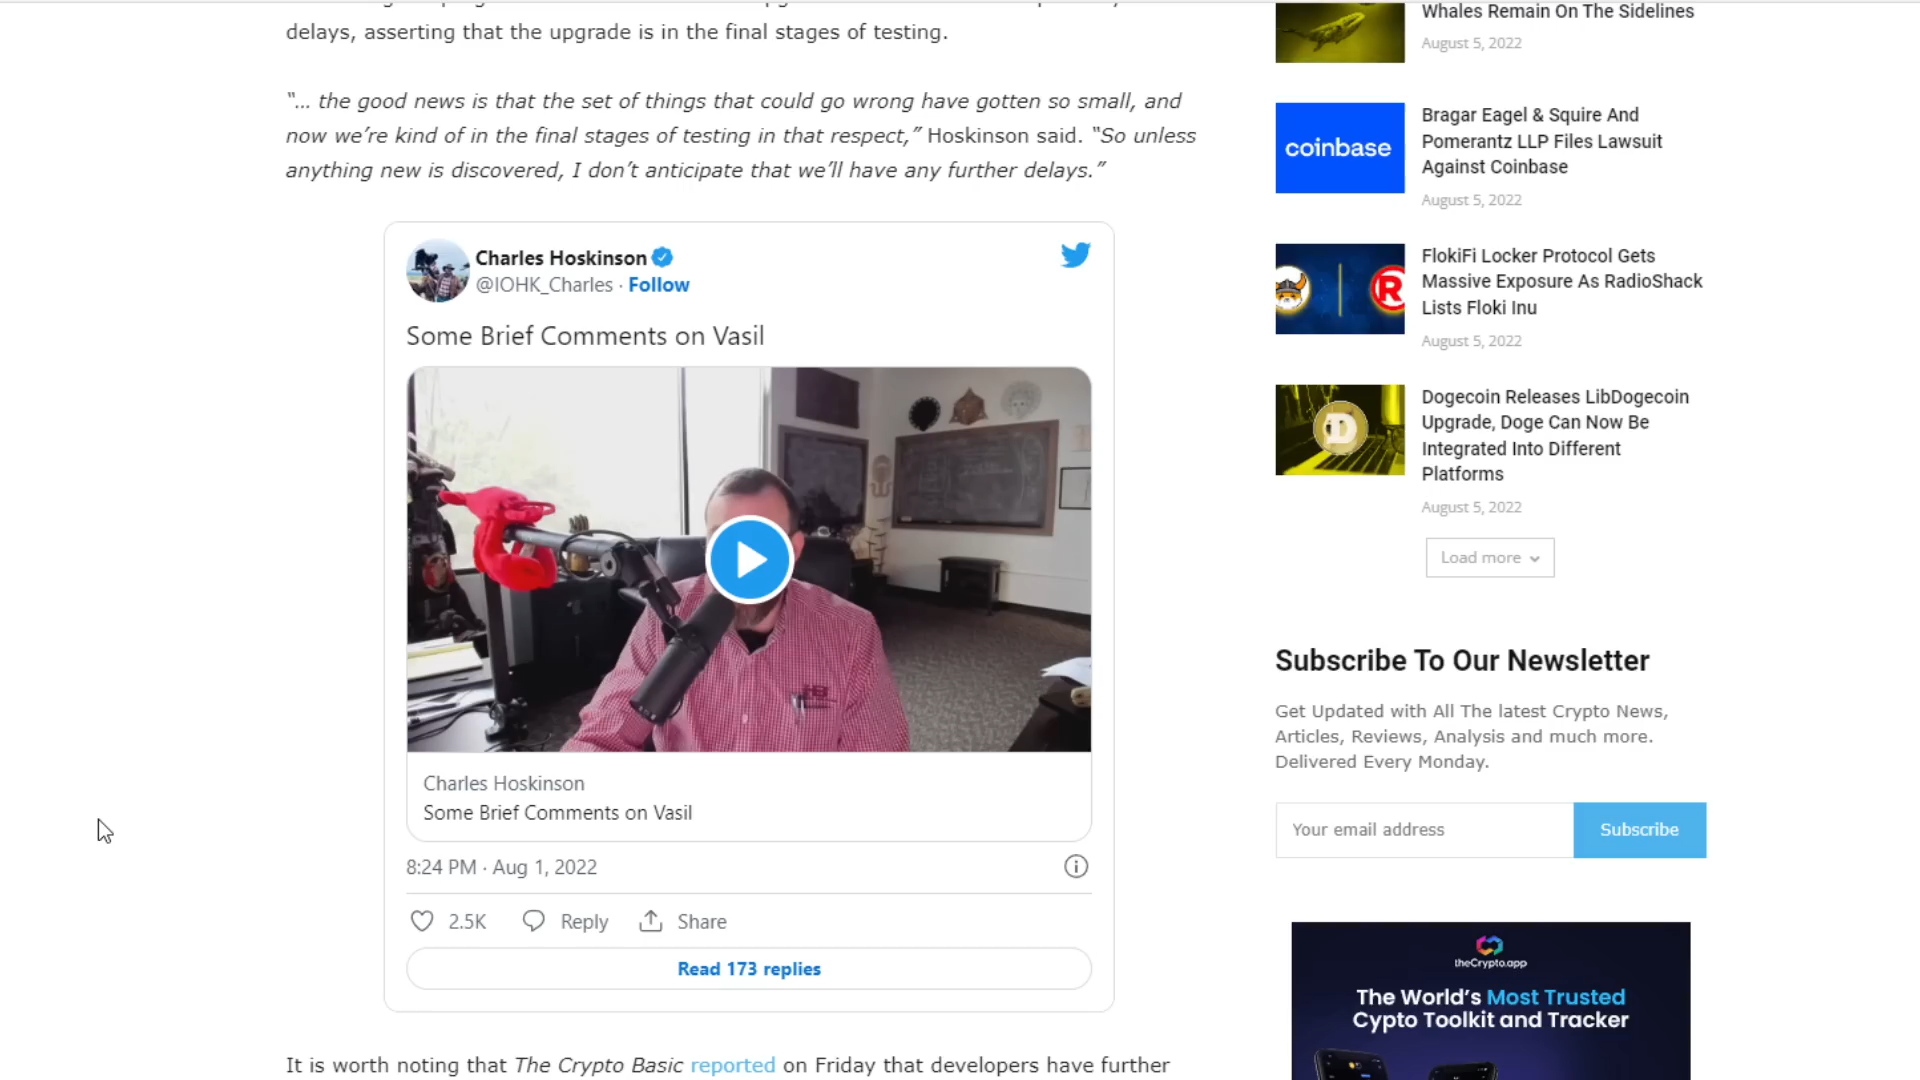 delays, asserting that the upgrade is in the final stages of testing.
“… the good news is that the set of things that could go wrong have gotten so small, and
now we’re kind of in the final stages of testing in that respect,” Hoskinson said. “So unless
anything new is discovered, I don’t anticipate that we’ll have any further delays.”
Charles Hoskinson
@IOHK_Charles · Follow
Some Brief Comments on Vasil
Charles Hoskinson
Some Brief Comments on Vasil
8:24 PM · Aug 1, 2022
2.5K Reply Share
Read 173 replies
It is worth noting that The Crypto Basic reported on Friday that developers have further
Whales Remain On The Sidelines
August 5, 2022
coinbase
Bragar Eagel & Squire And
Pomerantz LLP Files Lawsuit
Against Coinbase
August 5, 2022
FlokiFi Locker Protocol Gets
Massive Exposure As RadioShack
Lists Floki Inu
August 5, 2022
Dogecoin Releases LibDogecoin
Upgrade, Doge Can Now Be
Integrated Into Different
Platforms
August 5, 2022
Load more
Subscribe To Our Newsletter
Get Updated with All The latest Crypto News,
Articles, Reviews, Analysis and much more.
Delivered Every Monday.
Your email address
Subscribe
theCrypto.app
The World’s Most Trusted
Cypto Toolkit and Tracker